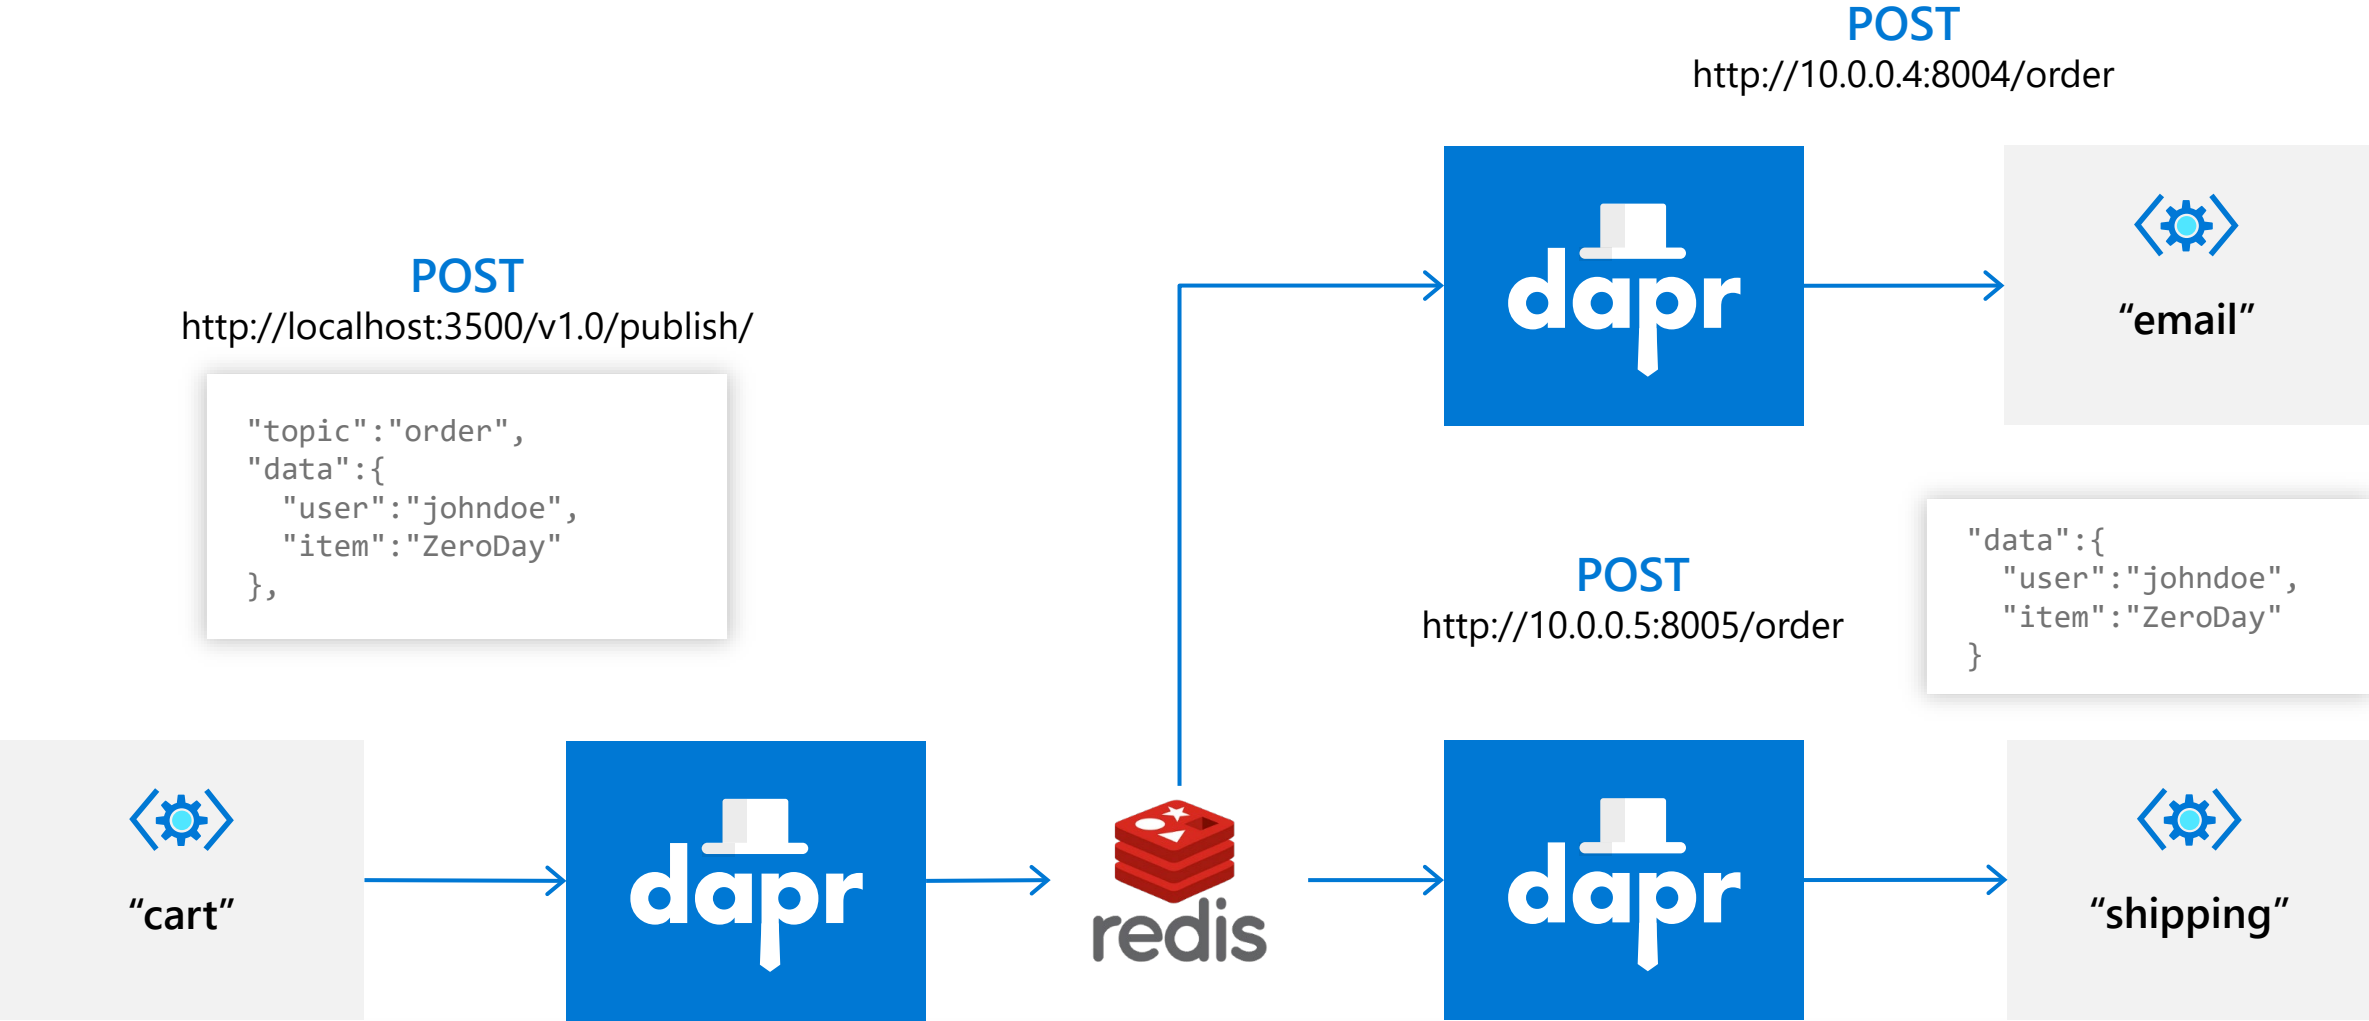 POST
http://10.0.0.4:8004/order
dapr
“email”
POST
http://localhost:3500/v1.0/publish/
"topic":"order",
"data":{
"user":"johndoe",
"item":"ZeroDay"
},
POST
http://10.0.0.5:8005/order
"data":{
"user":"johndoe",
"item":"ZeroDay"
}
“cart”
dapr
redis
dapr
“shipping”